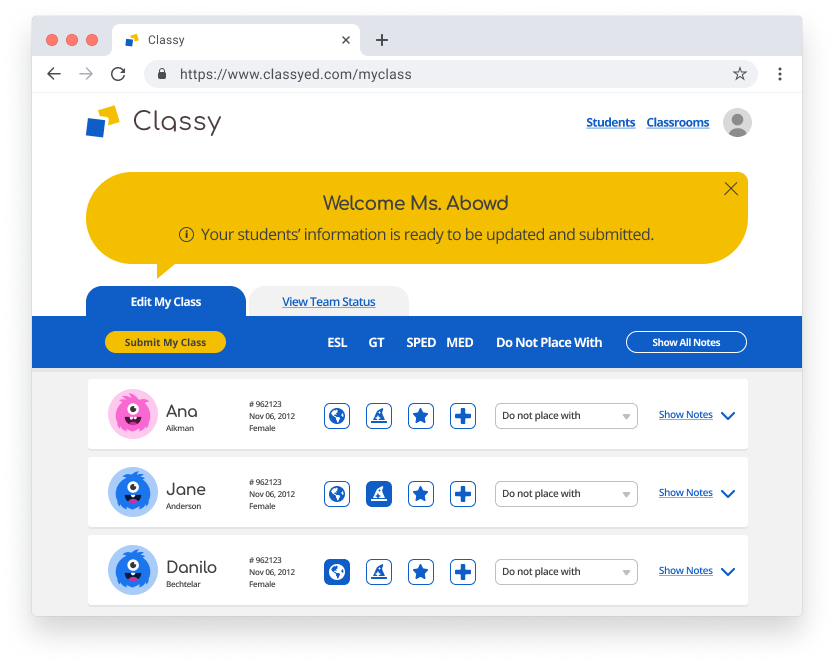 Classy
https://www.classyed.com/myclass
Classy
Students Classrooms
Welcome Ms. Abowd
Your students' information is ready to be updated and submitted.
Edit My Class View Team Status
Submit My Class ESL GT SPED MED Do Not Place With Show All Notes
Ana
Aikman
# 962123
Nov 06, 2012
Female
Do not place with
Show Notes
Jane
Anderson
# 962123
Nov 06, 2012
Female
Do not place with
Show Notes
Danilo
Bechtelar
# 962123
Nov 06, 2012
Female
Do not place with
Show Notes